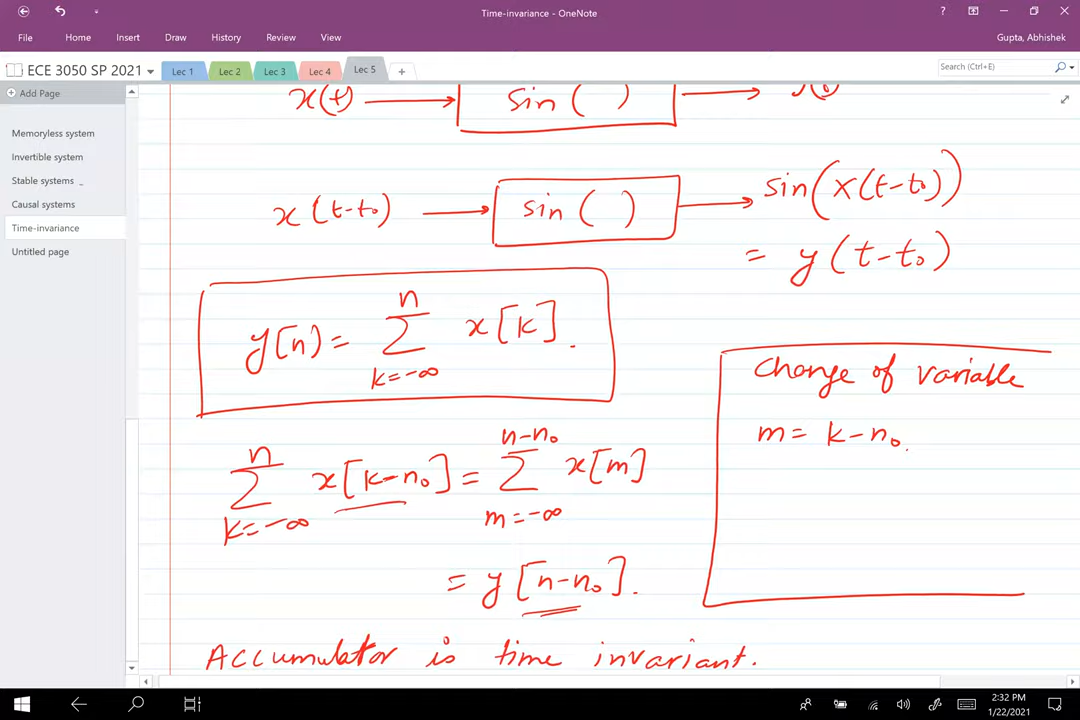 Time-invariance - OneNote
?
File Home Insert Draw History Review View
Gupta, Abhishek
ECE 3050 SP 2021
Lec 1 Lec 2 Lec 3 Lec 4 Lec 5 +
Search (Ctrl+E)
Add Page
Memoryless system
Invertible system
Stable systems
Causal systems
Time-invariance
Untitled page
x(t) → sin ( ) →
x(t-t₀) → sin ( ) → sin(x(t-t₀))
= y(t-t₀)
y[n] = ∑_{k=-∞}^{n} x[k].
Change of variable
m = k-n₀.
∑_{k=-∞}^{n} x[k-n₀] = ∑_{m=-∞}^{n-n₀} x[m]
= y[n-n₀].
Accumulator is time invariant.
2:32 PM
1/22/2021